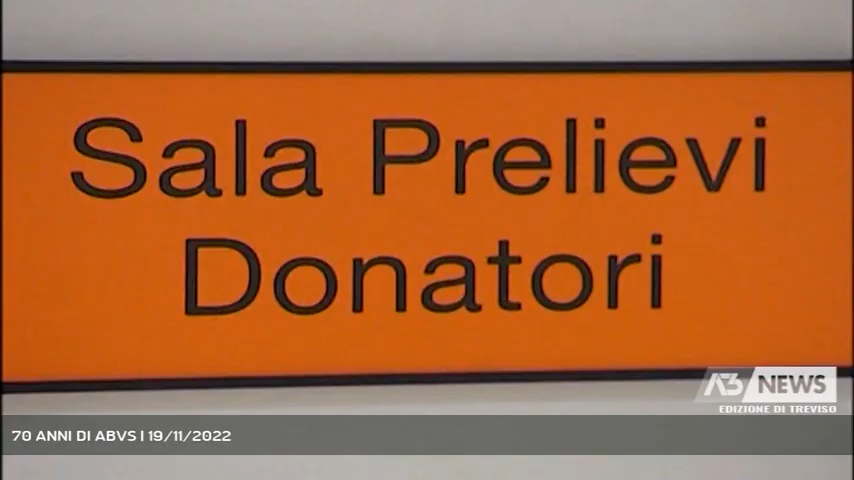 Sala Prelievi
Donatori
A3 NEWS
EDIZIONE DI TREVISO
70 ANNI DI ABVS | 19/11/2022